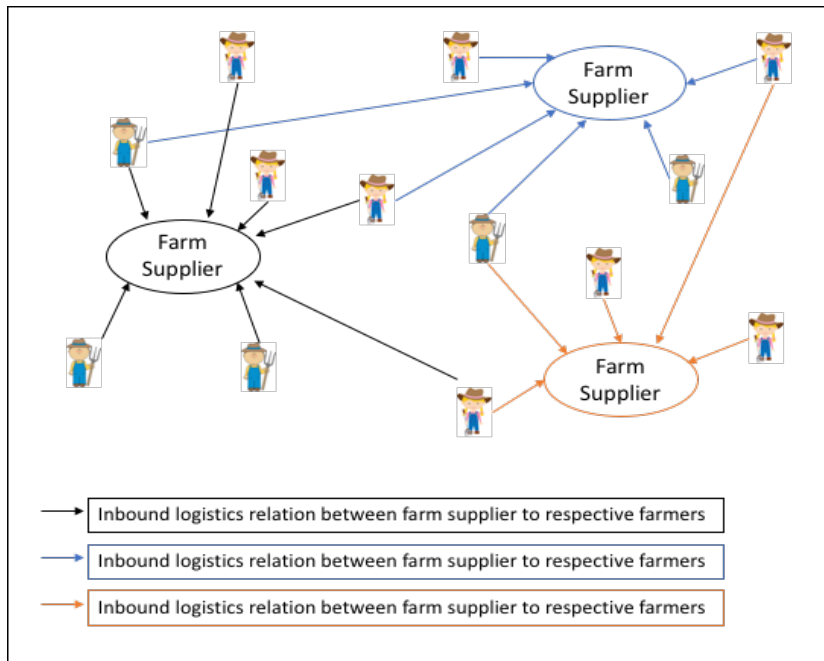 Farm
Supplier
Farm
Supplier
Farm
Supplier
Inbound logistics relation between farm supplier to respective farmers
Inbound logistics relation between farm supplier to respective farmers
Inbound logistics relation between farm supplier to respective farmers